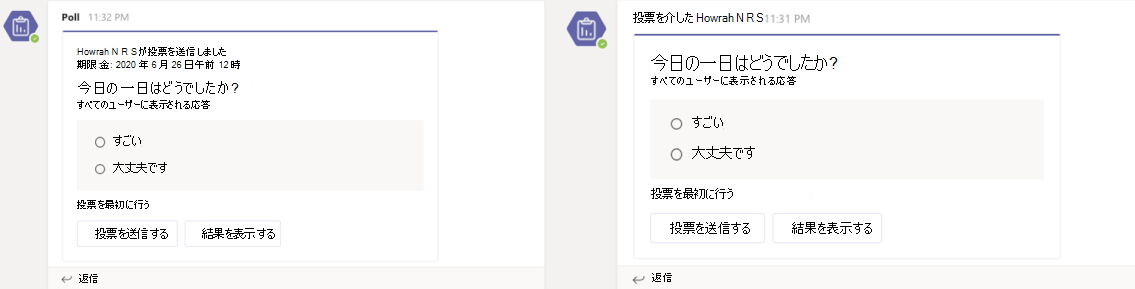 Poll 11:32 PM
Howrah N R Sが投票を送信しました
期限:金: 2020 年 6 月 26 日午前 12 時
今日の一日はどうでしたか?
すべてのユーザーに表示される応答
すごい
大丈夫です
投票を最初に行う
投票を送信する 結果を表示する
返信
投票を介した Howrah N R S 11:31 PM
今日の一日はどうでしたか?
すべてのユーザーに表示される応答
すごい
大丈夫です
投票を最初に行う
投票を送信する 結果を表示する
返信